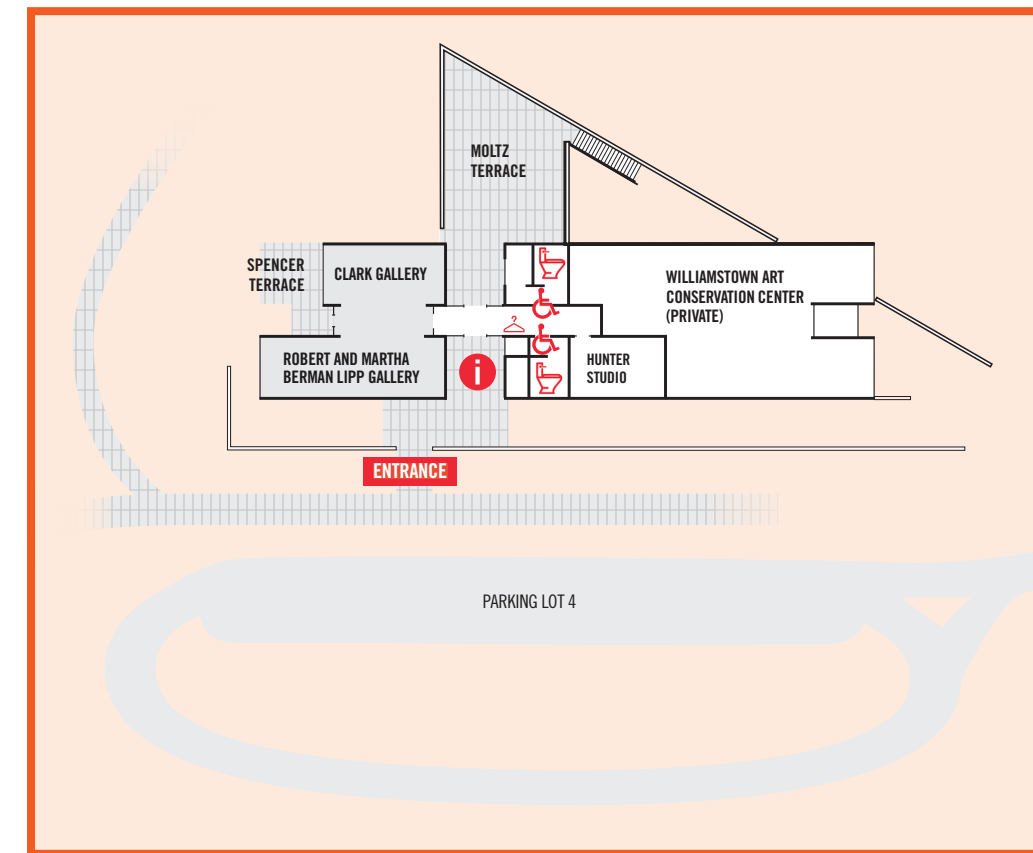 MOLTZ
TERRACE
SPENCER
TERRACE
CLARK GALLERY
WILLIAMSTOWN ART
CONSERVATION CENTER
(PRIVATE)
ROBERT AND MARTHA
BERMAN LIPP GALLERY
i
HUNTER
STUDIO
ENTRANCE
PARKING LOT 4